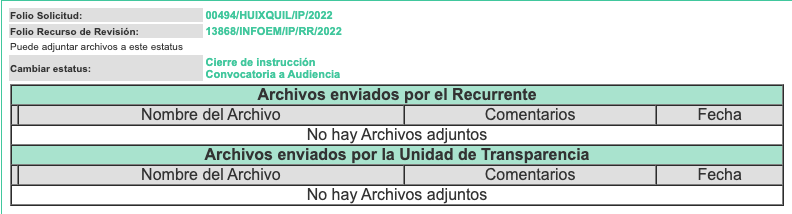 Folio Solicitud: 00494/HUIXQUIL/IP/2022
Folio Recurso de Revisión: 13868/INFOEM/IP/RR/2022
Puede adjuntar archivos a este estatus
Cambiar estatus: Cierre de instrucción
Convocatoria a Audiencia
Archivos enviados por el Recurrente
Nombre del Archivo Comentarios Fecha
No hay Archivos adjuntos
Archivos enviados por la Unidad de Transparencia
Nombre del Archivo Comentarios Fecha
No hay Archivos adjuntos